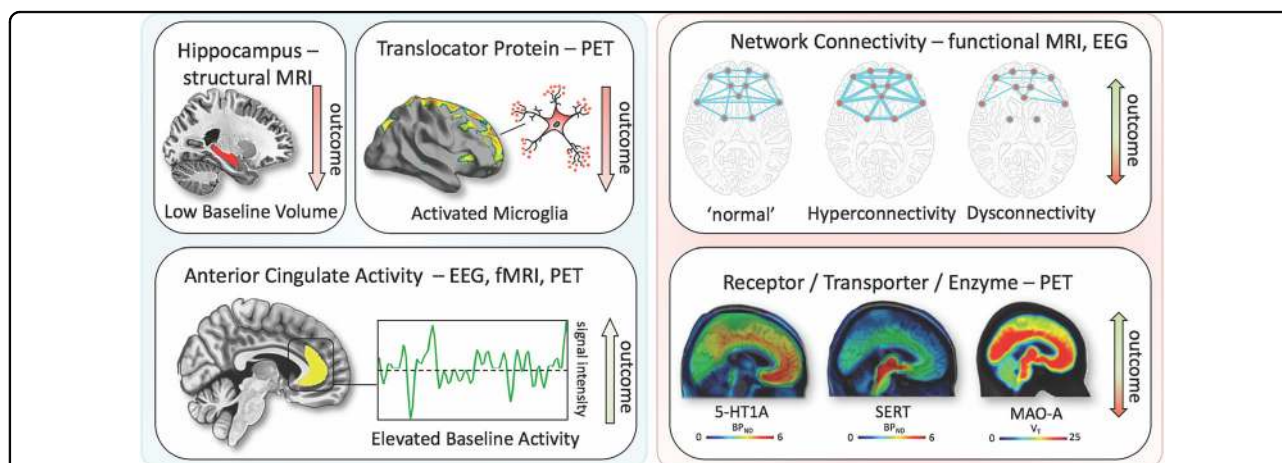 Hippocampus –
structural MRI
outcome
Low Baseline Volume
Translocator Protein – PET
outcome
Activated Microglia
Anterior Cingulate Activity – EEG, fMRI, PET
signal intensity
outcome
Elevated Baseline Activity
Network Connectivity – functional MRI, EEG
outcome
'normal'
Hyperconnectivity
Dysconnectivity
Receptor / Transporter / Enzyme – PET
outcome
5-HT1A
BPND
0
6
SERT
BPND
0
6
MAO-A
VT
0
25